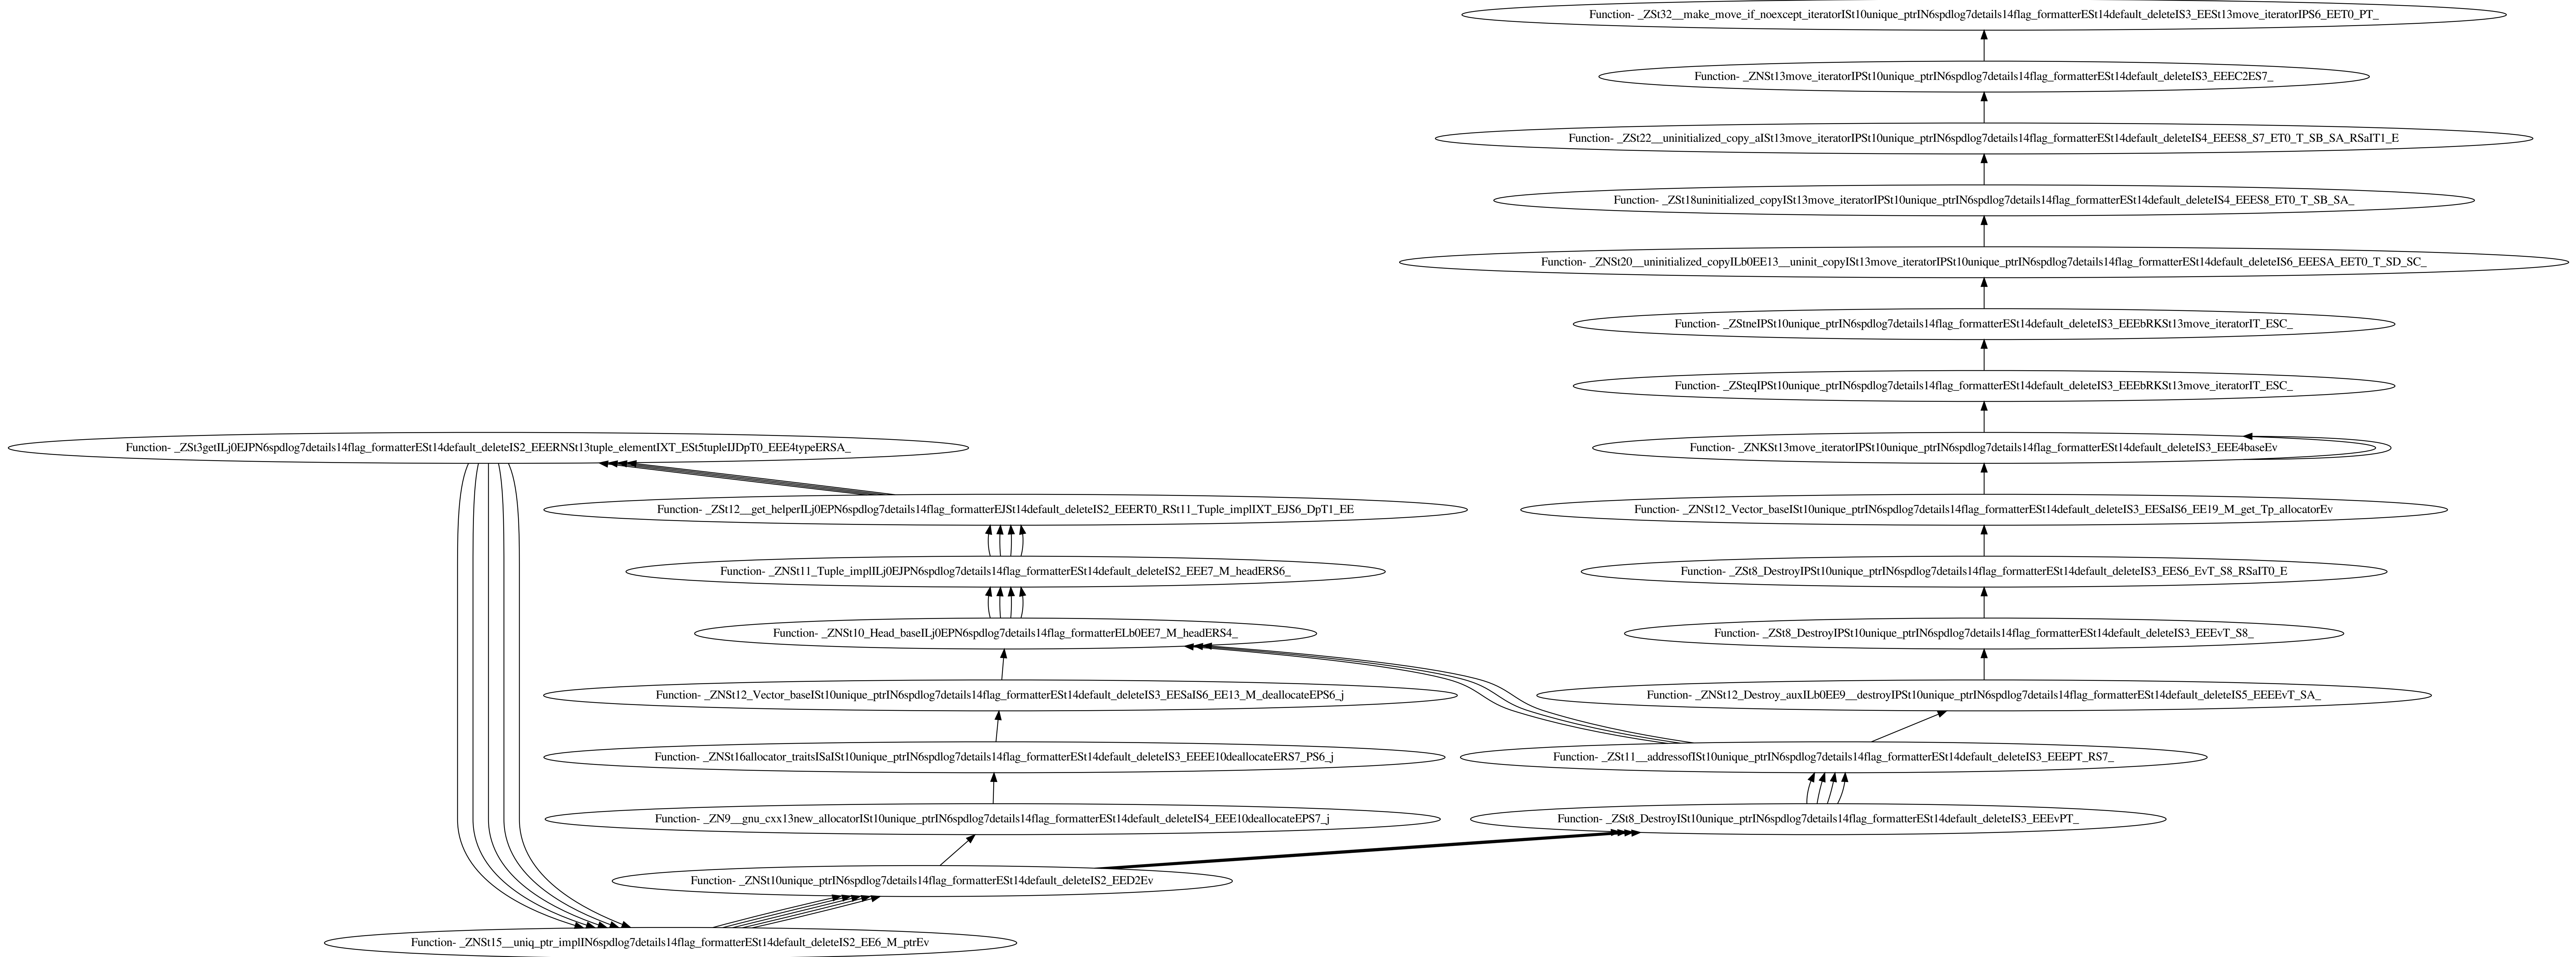 Function- _ZSt32__make_move_if_noexcept_iteratorISt10unique_ptrIN6spdlog7details14flag_formatterESt14default_deleteIS3_EESt13move_iteratorIPS6_EET0_PT_
Function- _ZNSt13move_iteratorIPSt10unique_ptrIN6spdlog7details14flag_formatterESt14default_deleteIS3_EEEC2ES7_
Function- _ZSt22__uninitialized_copy_aISt13move_iteratorIPSt10unique_ptrIN6spdlog7details14flag_formatterESt14default_deleteIS4_EEES8_S7_ET0_T_SB_SA_RSaIT1_E
Function- _ZSt18uninitialized_copyISt13move_iteratorIPSt10unique_ptrIN6spdlog7details14flag_formatterESt14default_deleteIS4_EEES8_ET0_T_SB_SA_
Function- _ZNSt20__uninitialized_copyILb0EE13__uninit_copyISt13move_iteratorIPSt10unique_ptrIN6spdlog7details14flag_formatterESt14default_deleteIS6_EEESA_EET0_T_SD_SC_
Function- _ZStneIPSt10unique_ptrIN6spdlog7details14flag_formatterESt14default_deleteIS3_EEEbRKSt13move_iteratorIT_ESC_
Function- _ZSteqIPSt10unique_ptrIN6spdlog7details14flag_formatterESt14default_deleteIS3_EEEbRKSt13move_iteratorIT_ESC_
Function- _ZSt3getILj0EJPN6spdlog7details14flag_formatterESt14default_deleteIS2_EEERNSt13tuple_elementIXT_ESt5tupleIJDpT0_EEE4typeERSA_
Function- _ZNKSt13move_iteratorIPSt10unique_ptrIN6spdlog7details14flag_formatterESt14default_deleteIS3_EEE4baseEv
Function- _ZSt12__get_helperILj0EPN6spdlog7details14flag_formatterEJSt14default_deleteIS2_EEERT0_RSt11_Tuple_implIXT_EJS6_DpT1_EE
Function- _ZNSt12_Vector_baseISt10unique_ptrIN6spdlog7details14flag_formatterESt14default_deleteIS3_EESaIS6_EE19_M_get_Tp_allocatorEv
Function- _ZNSt11_Tuple_implILj0EJPN6spdlog7details14flag_formatterESt14default_deleteIS2_EEE7_M_headERS6_
Function- _ZSt8_DestroyIPSt10unique_ptrIN6spdlog7details14flag_formatterESt14default_deleteIS3_EES6_EvT_S8_RSaIT0_E
Function- _ZNSt10_Head_baseILj0EPN6spdlog7details14flag_formatterELb0EE7_M_headERS4_
Function- _ZSt8_DestroyIPSt10unique_ptrIN6spdlog7details14flag_formatterESt14default_deleteIS3_EEEvT_S8_
Function- _ZNSt12_Vector_baseISt10unique_ptrIN6spdlog7details14flag_formatterESt14default_deleteIS3_EESaIS6_EE13_M_deallocateEPS6_j
Function- _ZNSt12_Destroy_auxILb0EE9__destroyIPSt10unique_ptrIN6spdlog7details14flag_formatterESt14default_deleteIS5_EEEEvT_SA_
Function- _ZNSt16allocator_traitsISaISt10unique_ptrIN6spdlog7details14flag_formatterESt14default_deleteIS3_EEEE10deallocateERS7_PS6_j
Function- _ZSt11__addressofISt10unique_ptrIN6spdlog7details14flag_formatterESt14default_deleteIS3_EEEPT_RS7_
Function- _ZN9__gnu_cxx13new_allocatorISt10unique_ptrIN6spdlog7details14flag_formatterESt14default_deleteIS4_EEE10deallocateEPS7_j
Function- _ZSt8_DestroyISt10unique_ptrIN6spdlog7details14flag_formatterESt14default_deleteIS3_EEEvPT_
Function- _ZNSt10unique_ptrIN6spdlog7details14flag_formatterESt14default_deleteIS2_EED2Ev
Function- _ZNSt15__uniq_ptr_implIN6spdlog7details14flag_formatterESt14default_deleteIS2_EE6_M_ptrEv